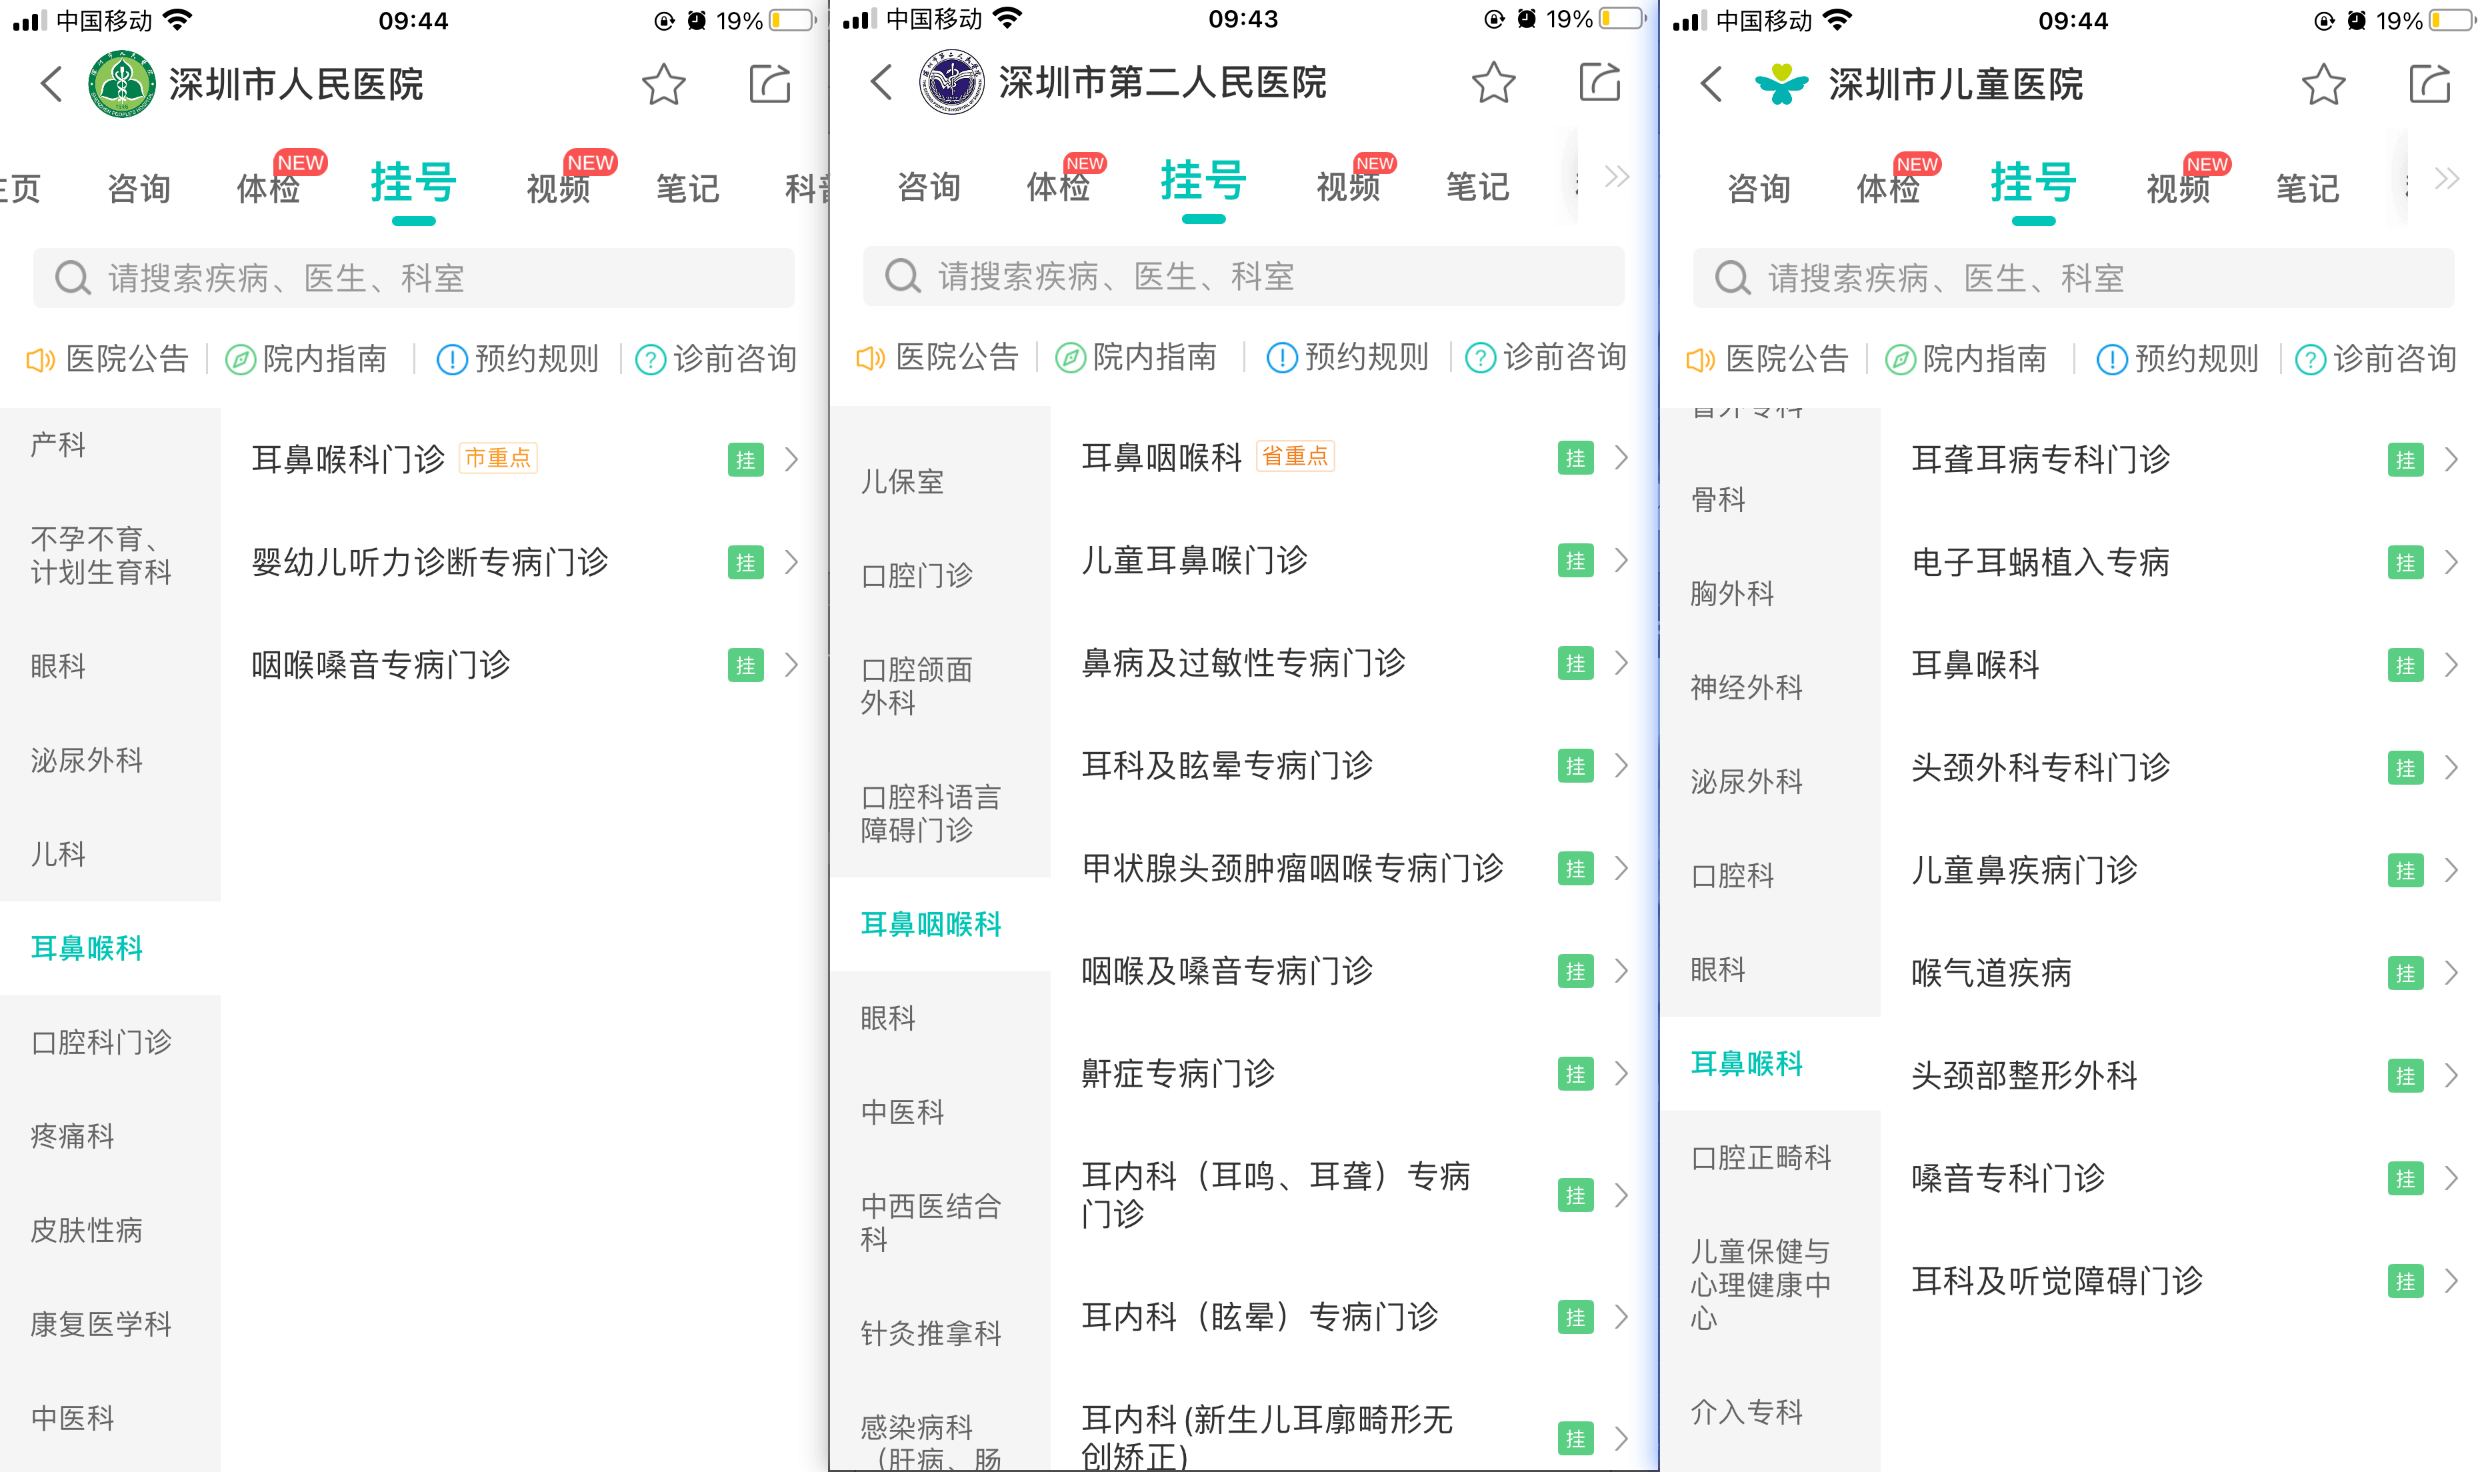 中国移动
09:44
19%
深圳市人民医院
主页
咨询
体检
NEW
挂号
视频
NEW
笔记
科普
请搜索疾病、医生、科室
医院公告
院内指南
预约规则
诊前咨询
产科
不孕不育、
计划生育科
眼科
泌尿外科
儿科
耳鼻喉科
口腔科门诊
疼痛科
皮肤性病
康复医学科
中医科
耳鼻喉科门诊 市重点
挂
婴幼儿听力诊断专病门诊
挂
咽喉嗓音专病门诊
挂
中国移动
09:43
19%
深圳市第二人民医院
咨询
体检
NEW
挂号
视频
NEW
笔记
请搜索疾病、医生、科室
医院公告
院内指南
预约规则
诊前咨询
儿保室
口腔门诊
口腔颌面
外科
口腔科语言
障碍门诊
耳鼻咽喉科
眼科
中医科
中西医结合
科
针灸推拿科
感染病科
（肝病、肠
耳鼻咽喉科 省重点
挂
儿童耳鼻喉门诊
挂
鼻病及过敏性专病门诊
挂
耳科及眩晕专病门诊
挂
甲状腺头颈肿瘤咽喉专病门诊
挂
咽喉及嗓音专病门诊
挂
鼾症专病门诊
挂
耳内科（耳鸣、耳聋）专病
门诊
挂
耳内科（眩晕）专病门诊
挂
耳内科(新生儿耳廓畸形无
创矫正)
挂
中国移动
09:44
19%
深圳市儿童医院
咨询
体检
NEW
挂号
视频
NEW
笔记
请搜索疾病、医生、科室
医院公告
院内指南
预约规则
诊前咨询
普外专科
骨科
胸外科
神经外科
泌尿外科
口腔科
眼科
耳鼻喉科
口腔正畸科
儿童保健与
心理健康中
心
介入专科
耳聋耳病专科门诊
挂
电子耳蜗植入专病
挂
耳鼻喉科
挂
头颈外科专科门诊
挂
儿童鼻疾病门诊
挂
喉气道疾病
挂
头颈部整形外科
挂
嗓音专科门诊
挂
耳科及听觉障碍门诊
挂